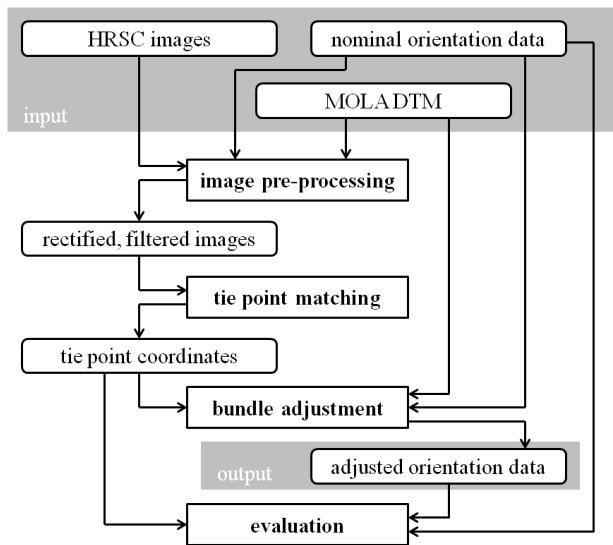 HRSC images
nominal orientation data
MOLA DTM
input
image pre-processing
rectified, filtered images
tie point matching
tie point coordinates
bundle adjustment
adjusted orientation data
output
evaluation